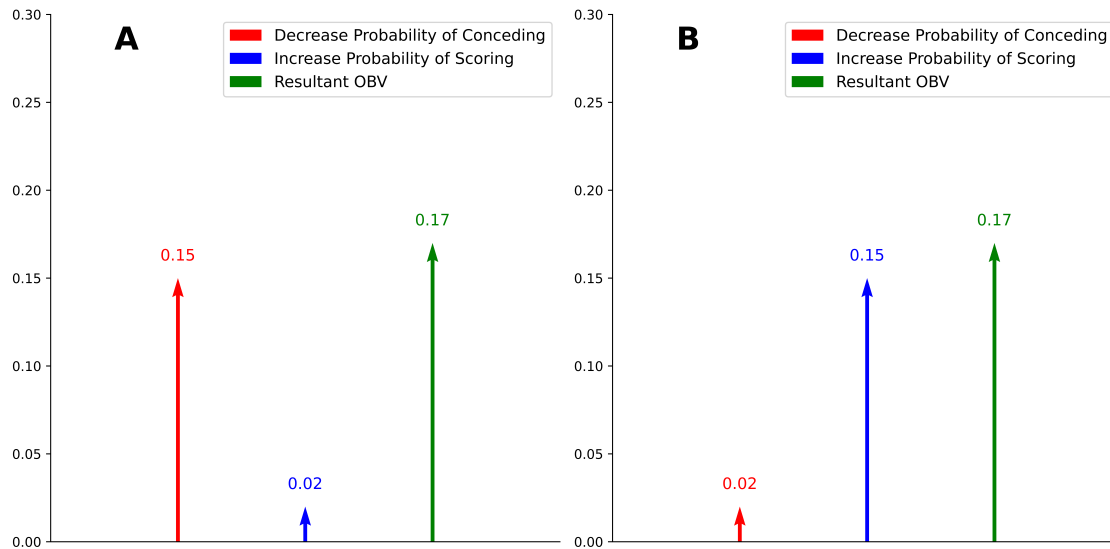 A
Decrease Probability of Conceding
Increase Probability of Scoring
Resultant OBV
0.30
0.25
0.20
0.15
0.10
0.05
0.00
0.15
0.02
0.17
B
Decrease Probability of Conceding
Increase Probability of Scoring
Resultant OBV
0.30
0.25
0.20
0.15
0.10
0.05
0.00
0.02
0.15
0.17